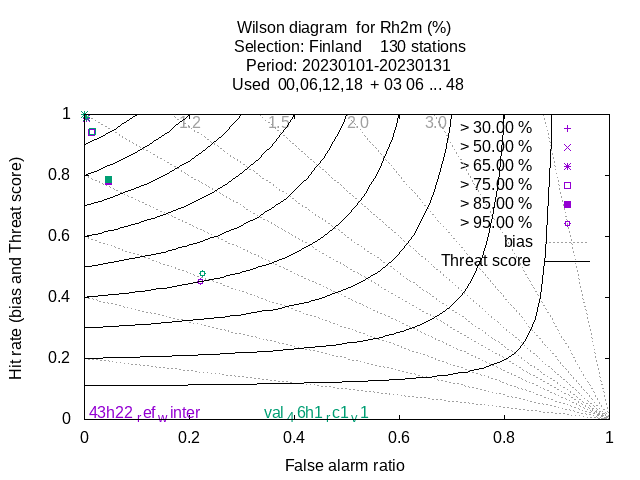 Wilson diagram for Rh2m (%)
Selection: Finland 130 stations
Period: 20230101-20230131
Used 00,06,12,18 + 03 06 ... 48
Hit rate (bias and Threat score)
1
0.8
0.6
0.4
0.2
0
1.2
1.5
2.0
3.0
> 30.00 %
> 50.00 %
> 65.00 %
> 75.00 %
> 85.00 %
> 95.00 %
bias
Threat score
43h22 refwinter
val46h1rc1v1
0 0.2 0.4 0.6 0.8 1
False alarm ratio